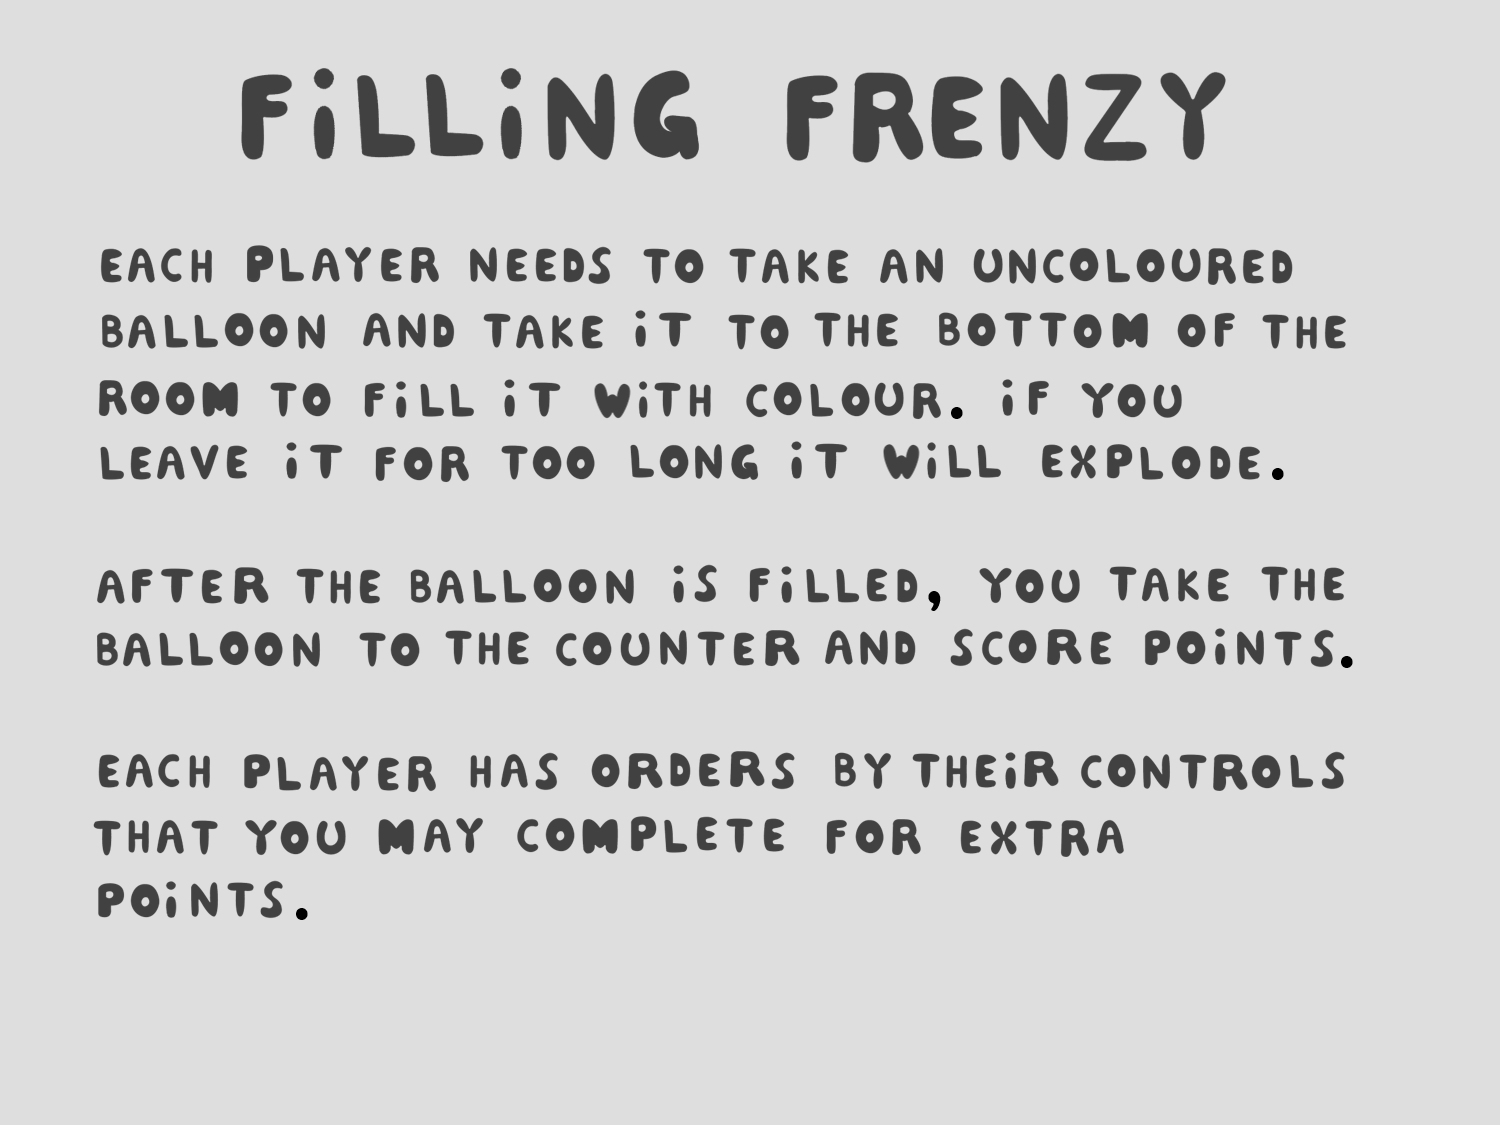 FiLLiNG FRENZY
EACH PLAYER NEEDS TO TAKE AN UNCOLOURED
BALLOON AND TAKE iT TO THE BOTTOM OF THE
ROOM TO FiLL iT WiTH COLOUR. iF YOU
LEAVE iT FOR TOO LONG iT WiLL EXPLODE.
AFTER THE BALLOON iS FiLLED, YOU TAKE THE
BALLOON TO THE COUNTER AND SCORE POiNTS.
EACH PLAYER HAS ORDERS BY THEiR CONTROLS
THAT YOU MAY COMPLETE FOR EXTRA
POiNTS.